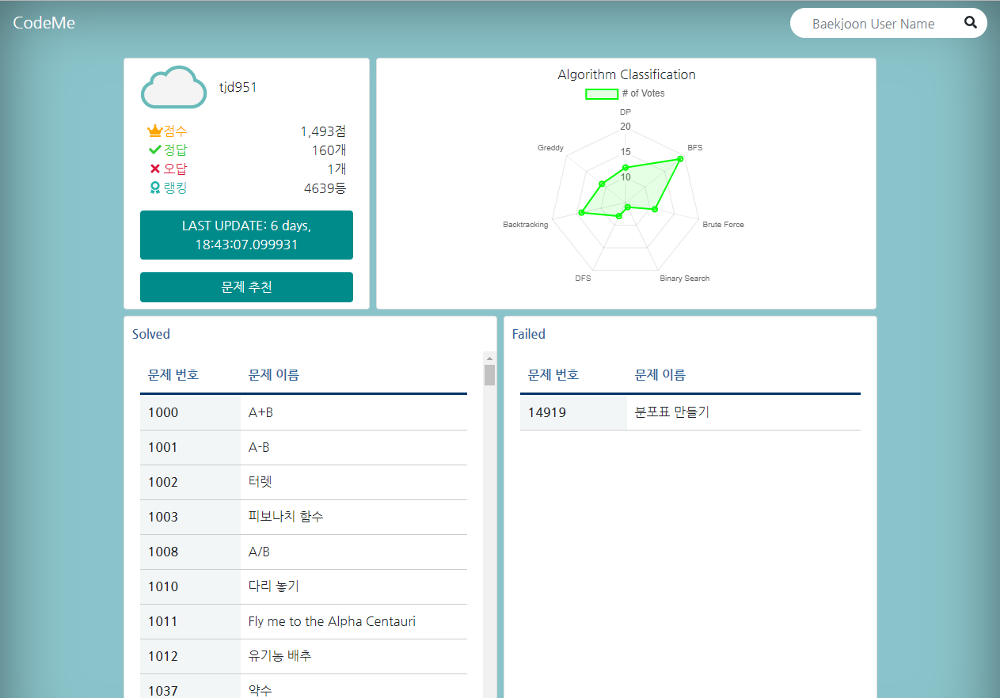 CodeMe
Baekjoon User Name
tjd951
점수 1,493점
정답 160개
오답 1개
랭킹 4639등
LAST UPDATE: 6 days,
18:43:07.099931
문제 추천
Algorithm Classification
# of Votes
DP
20
15
10
Greddy
BFS
Backtracking
Brute Force
DFS
Binary Search
Solved
문제 번호 문제 이름
1000 A+B
1001 A-B
1002 터렛
1003 피보나치 함수
1008 A/B
1010 다리 놓기
1011 Fly me to the Alpha Centauri
1012 유기농 배추
1037 약수
Failed
문제 번호 문제 이름
14919 분포표 만들기